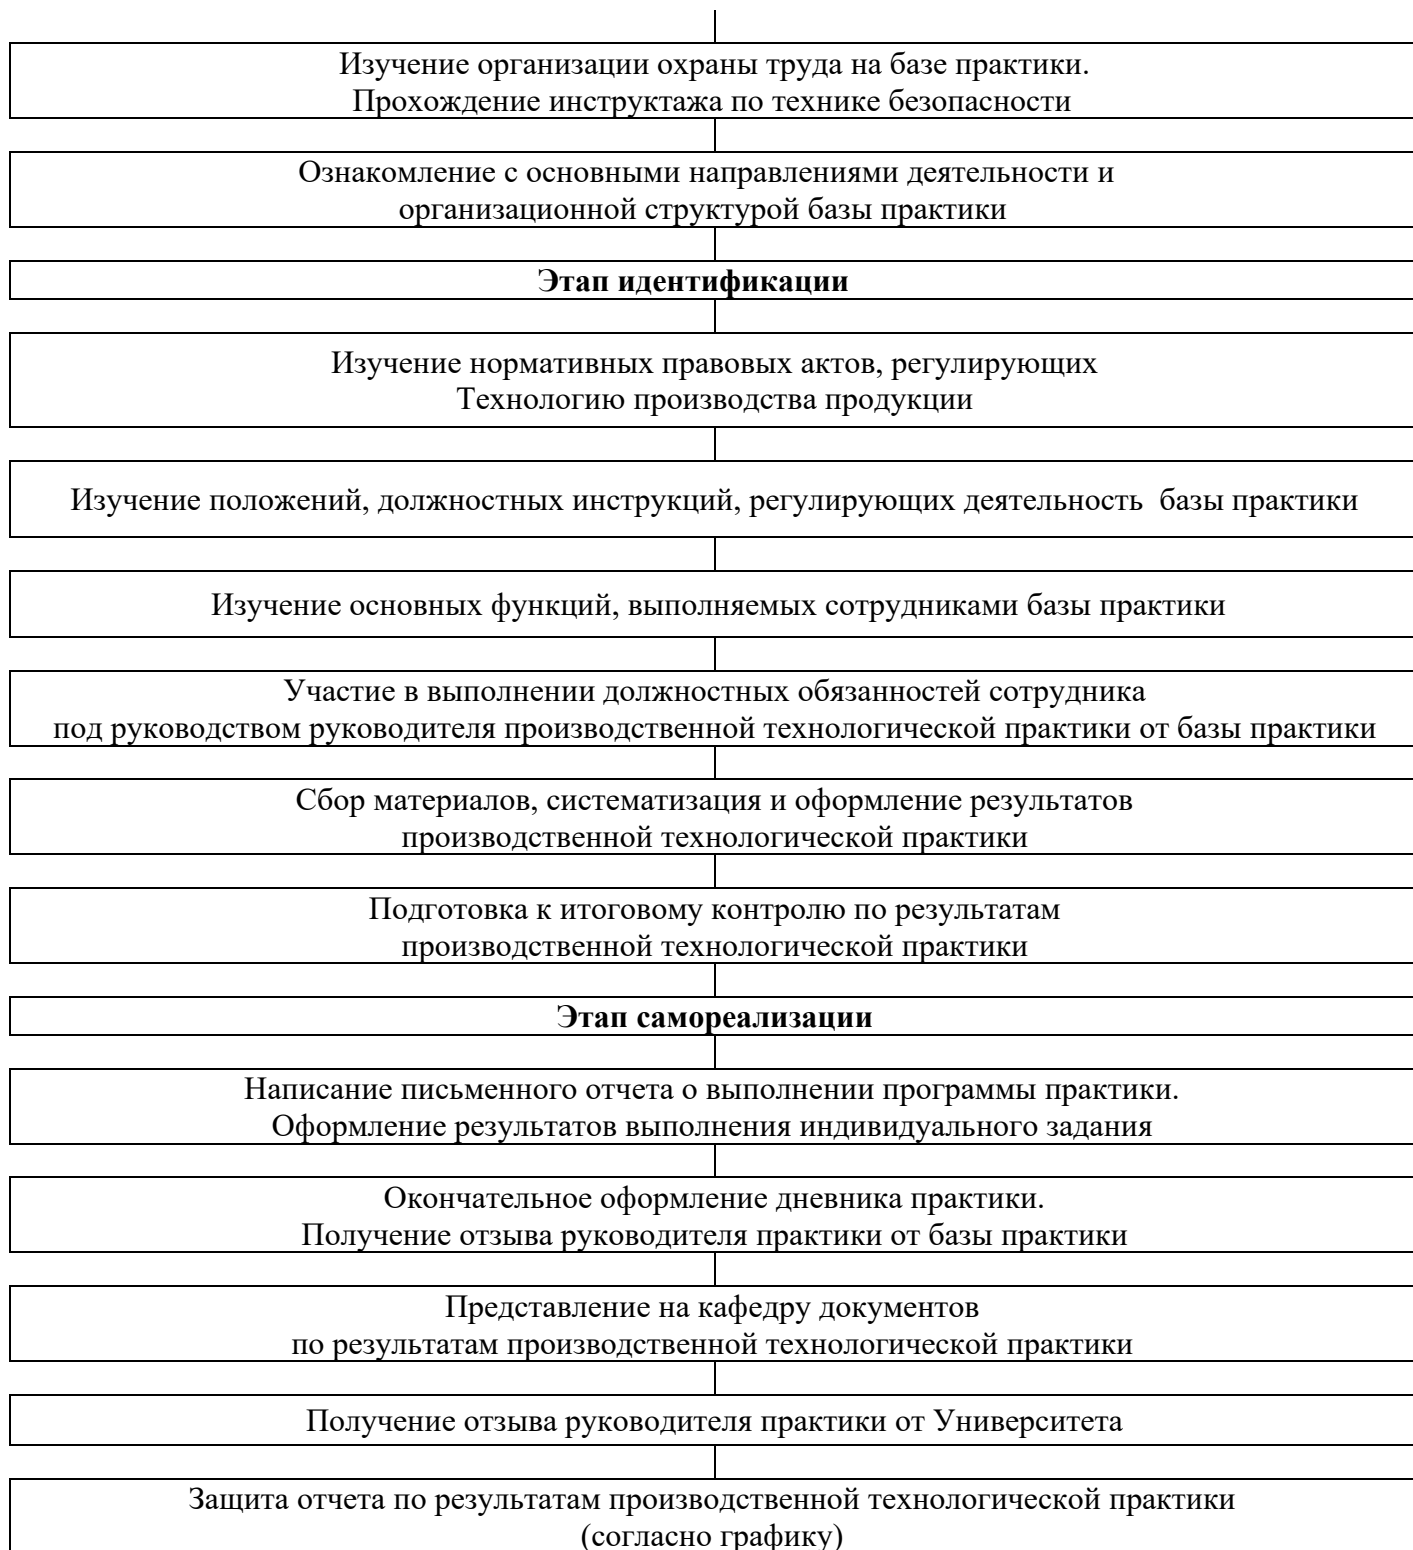 Изучение организации охраны труда на базе практики.
Прохождение инструктажа по технике безопасности
Ознакомление с основными направлениями деятельности и
организационной структурой базы практики
Этап идентификации
Изучение нормативных правовых актов, регулирующих
Технологию производства продукции
Изучение положений, должностных инструкций, регулирующих деятельность  базы практики
Изучение основных функций, выполняемых сотрудниками базы практики
Участие в выполнении должностных обязанностей сотрудника
под руководством руководителя производственной технологической практики от базы практики
Сбор материалов, систематизация и оформление результатов
производственной технологической практики
Подготовка к итоговому контролю по результатам
производственной технологической практики
Этап самореализации
Написание письменного отчета о выполнении программы практики.
Оформление результатов выполнения индивидуального задания
Окончательное оформление дневника практики.
Получение отзыва руководителя практики от базы практики
Представление на кафедру документов
по результатам производственной технологической практики
Получение отзыва руководителя практики от Университета
Защита отчета по результатам производственной технологической практики
(согласно графику)